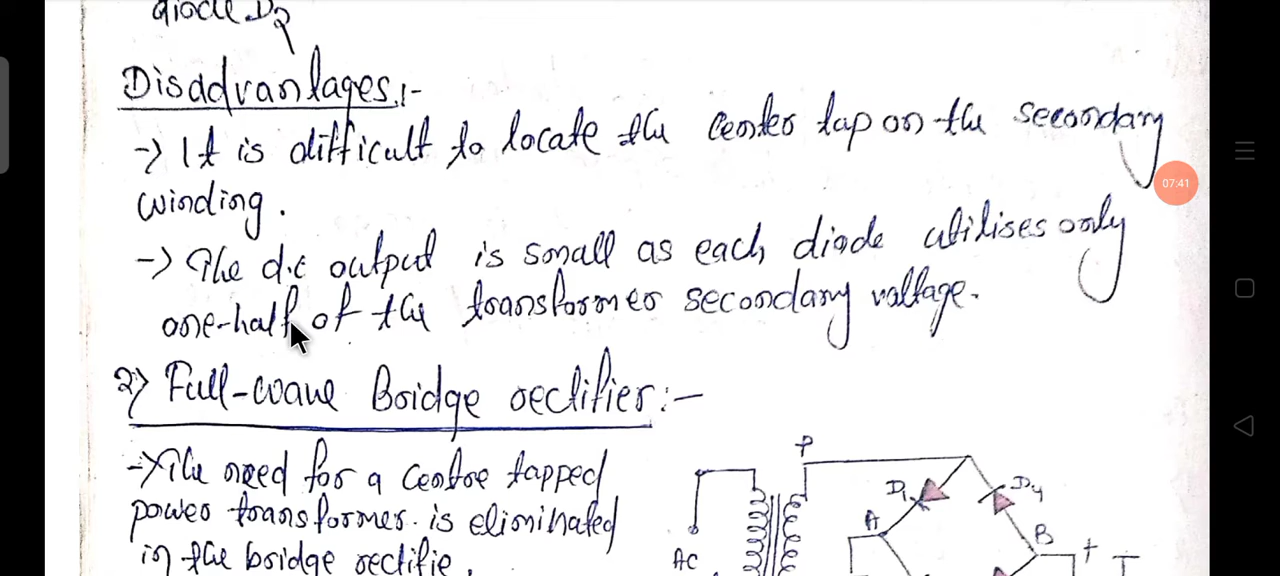 diode D2
Disadvantages:-
-> It is difficult to locate the center tap on the secondary
winding.
-> The d.c output is small as each diode utilises only
one-half of the transformer secondary voltage.
2) Full-wave Bridge rectifier:-
-> The need for a centre tapped
power transformer is eliminated
in the bridge rectifie.
P
D1
D4
A
B
+
AC
07:41